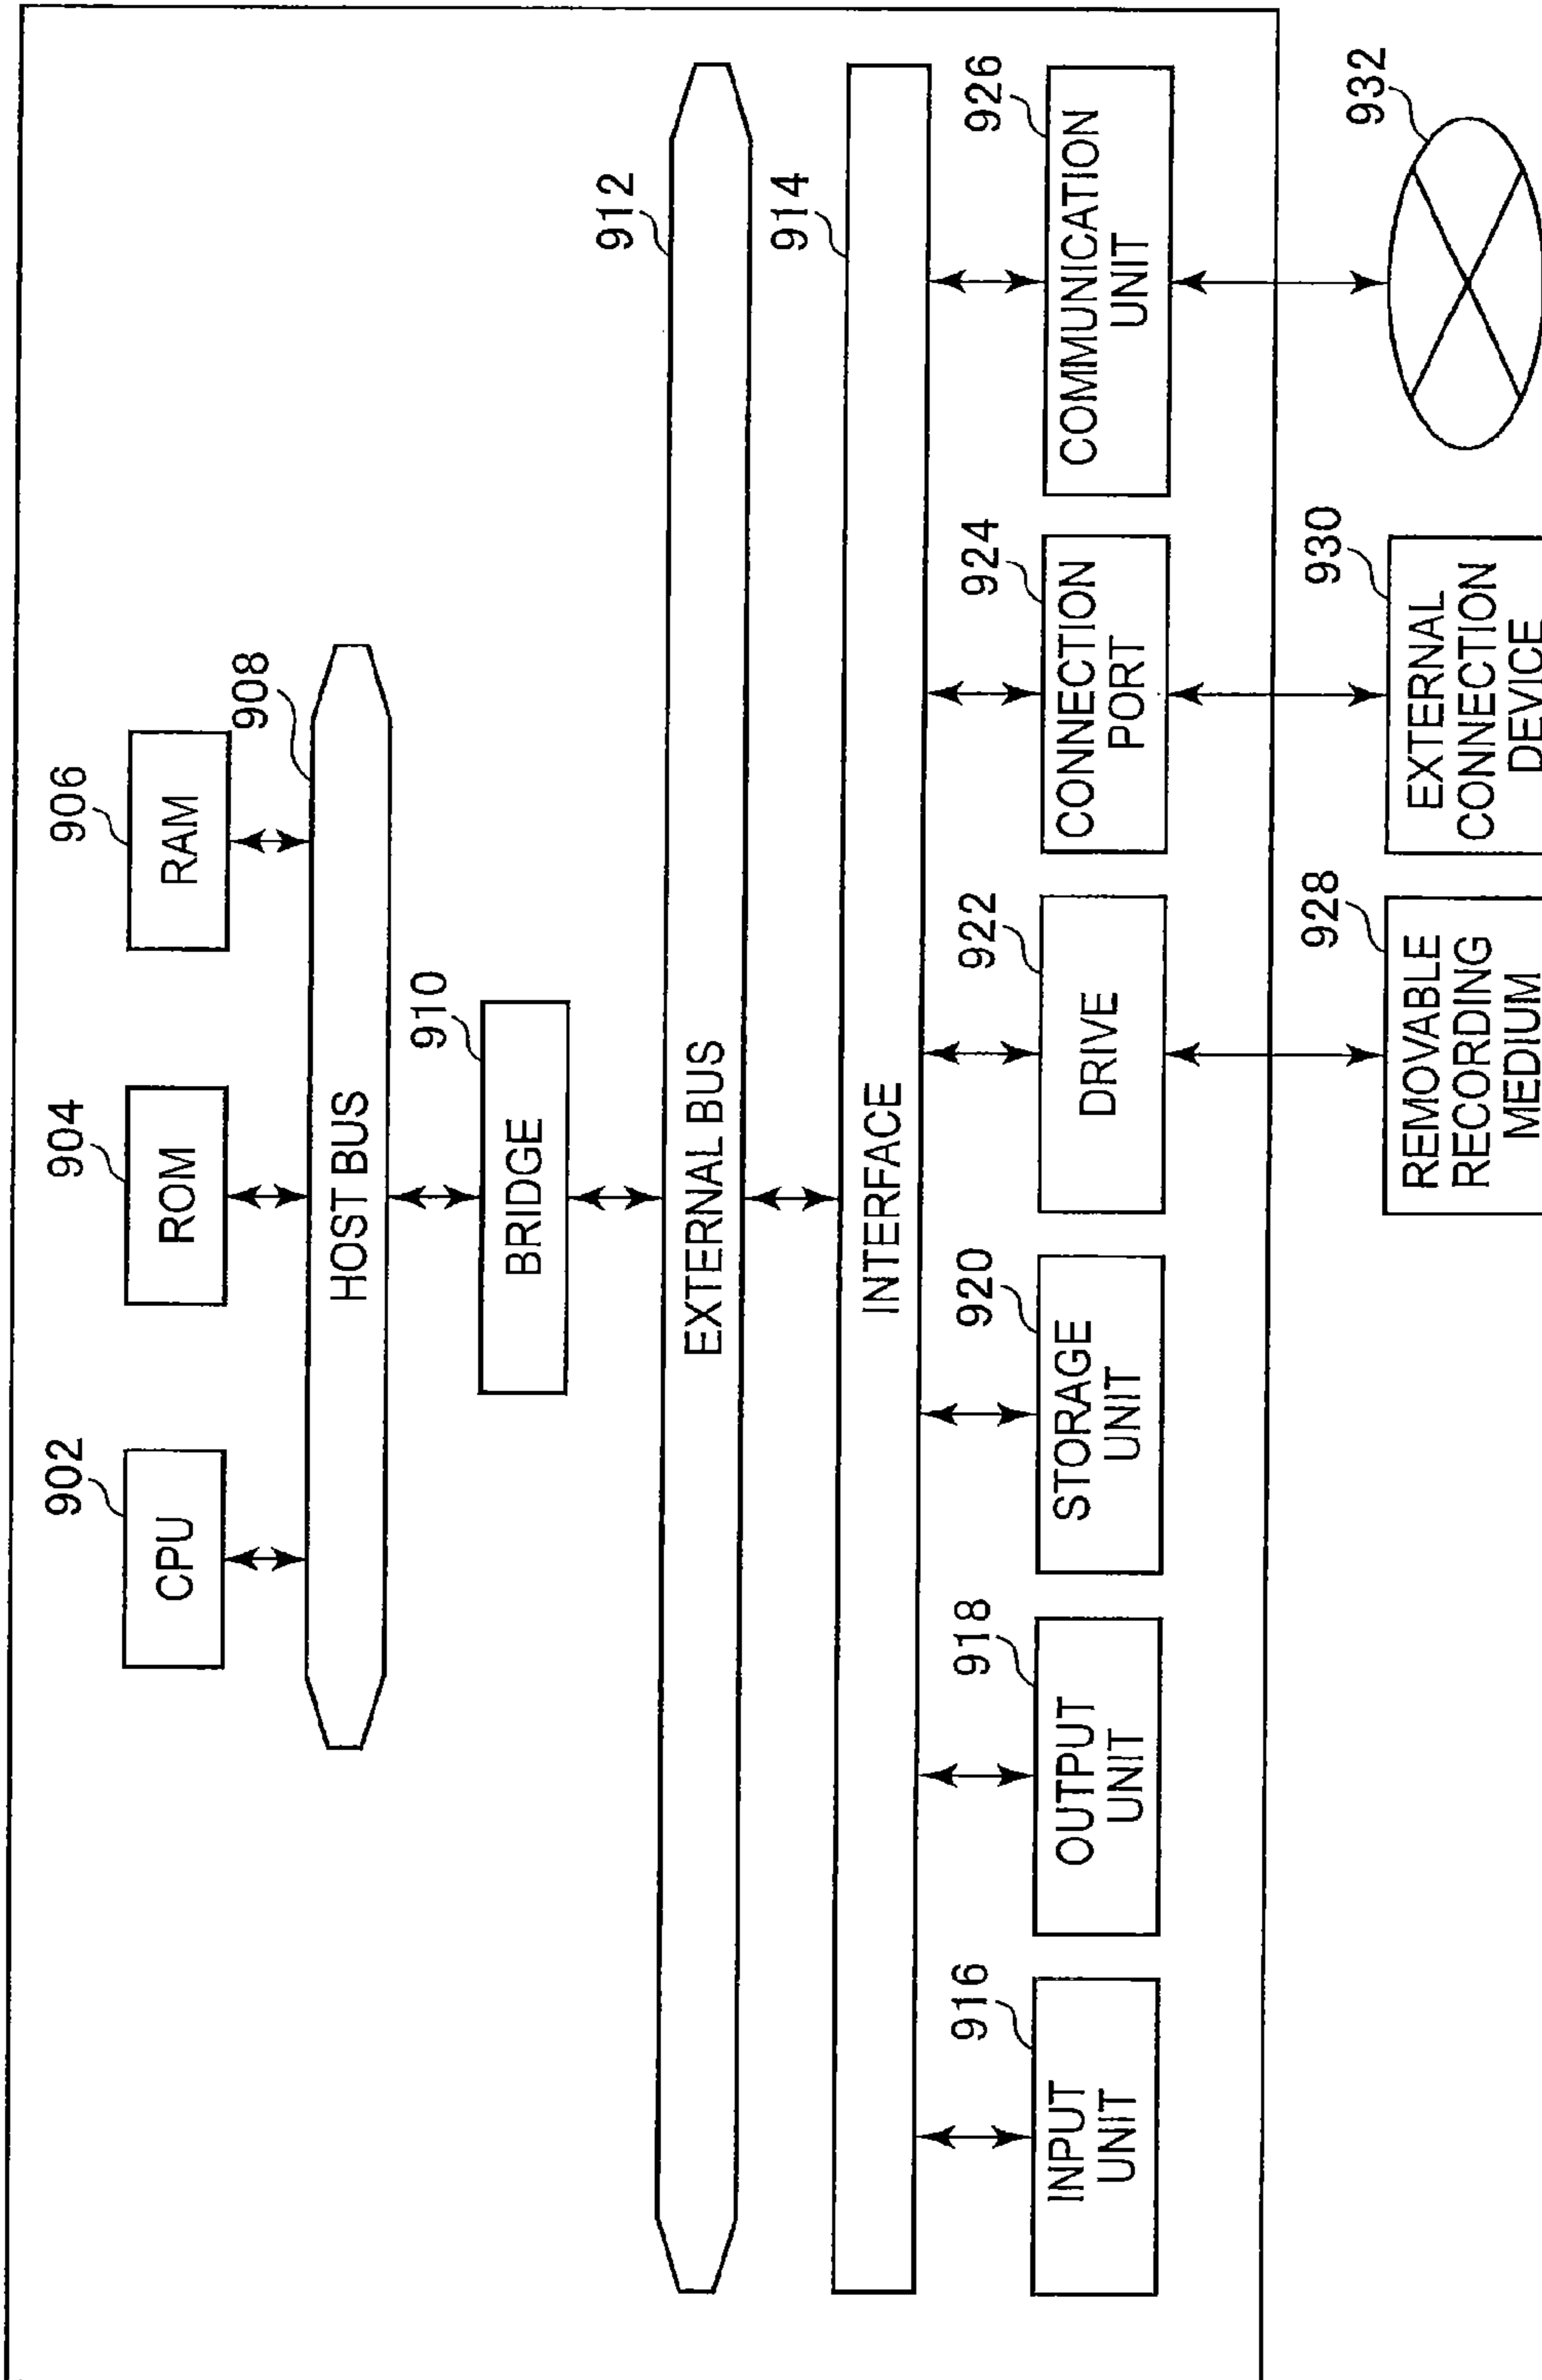 902
CPU
904
ROM
906
RAM
908
HOST BUS
910
BRIDGE
912
EXTERNAL BUS
914
INTERFACE
916
INPUT
UNIT
918
OUTPUT
UNIT
920
STORAGE
UNIT
922
DRIVE
924
CONNECTION
PORT
926
COMMUNICATION
UNIT
928
REMOVABLE
RECORDING
MEDIUM
930
EXTERNAL
CONNECTION
DEVICE
932